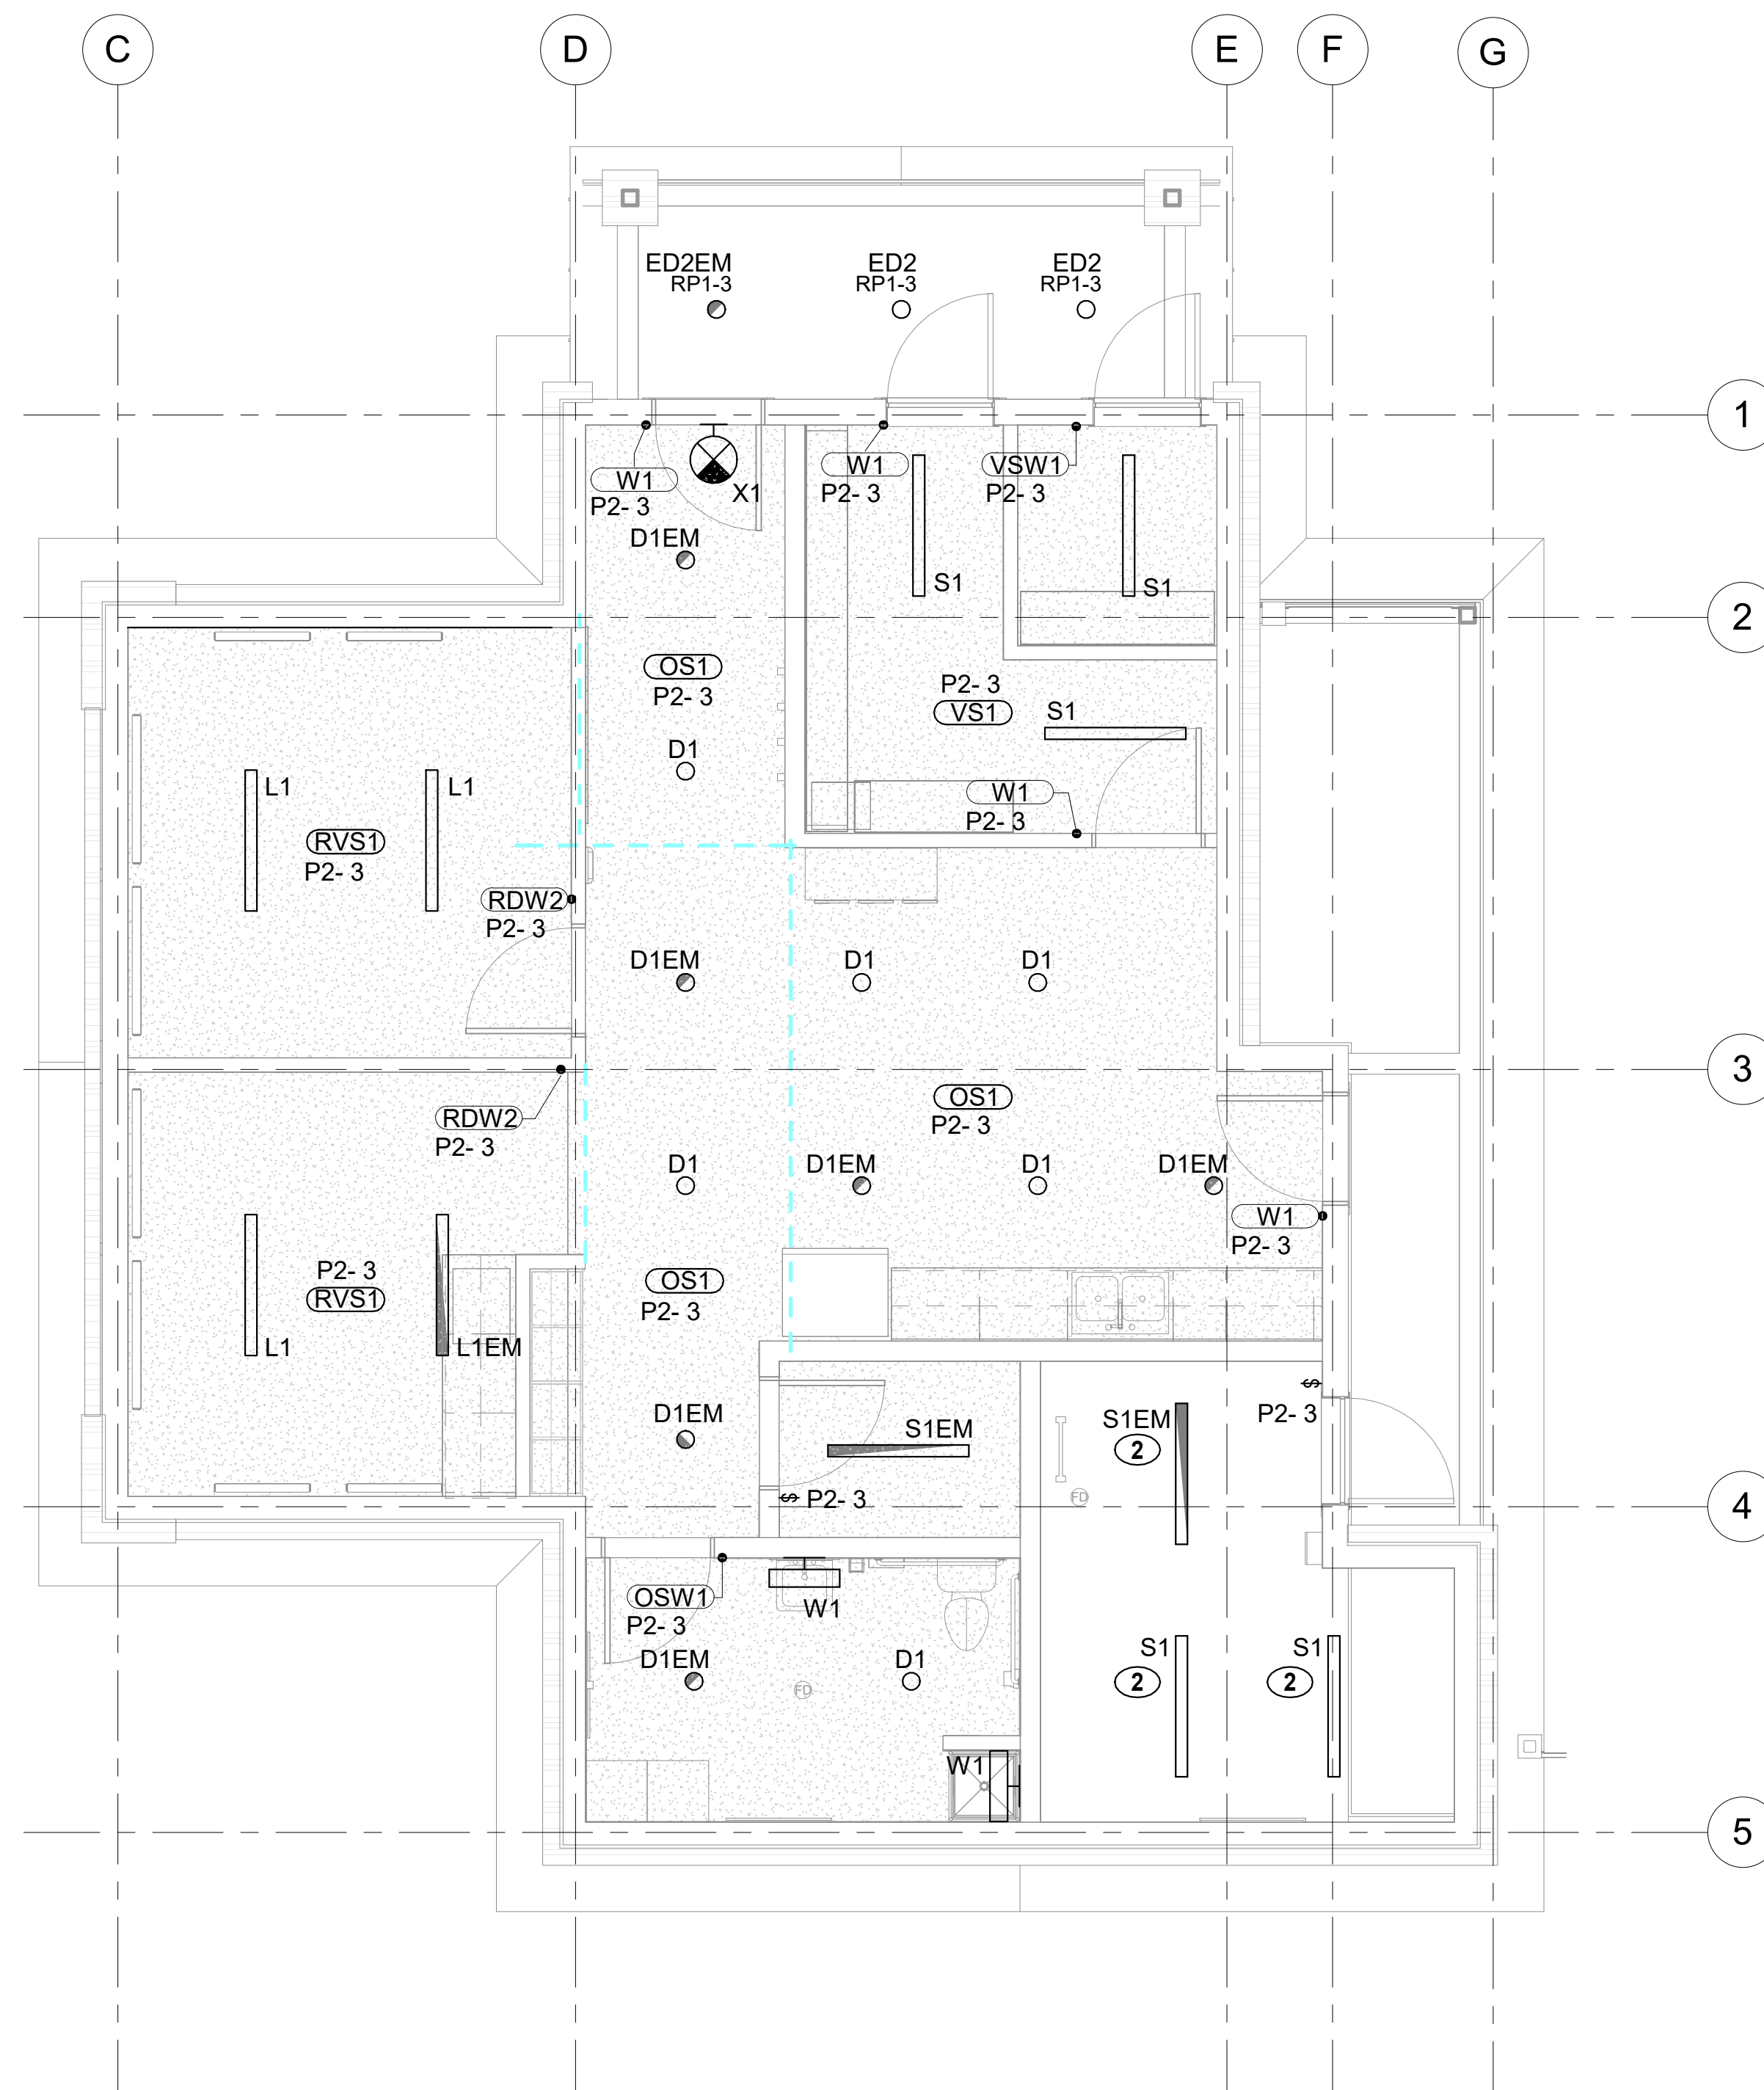 C
D
E
F
G
ED2EM
RP1-3
ED2
RP1-3
ED2
RP1-3
1
W1
P2- 3
X1
W1
P2- 3
VSW1
P2- 3
D1EM
S1
S1
2
OS1
P2- 3
P2- 3
VS1
S1
D1
L1
L1
W1
P2- 3
RVS1
P2- 3
RDW2
P2- 3
D1EM
D1
D1
3
RDW2
P2- 3
OS1
P2- 3
D1
D1EM
D1
D1EM
W1
P2- 3
P2- 3
RVS1
OS1
P2- 3
L1
L1EM
$
D1EM
S1EM
S1EM
P2- 3
2
FD
$ P2- 3
4
OSW1
P2- 3
W1
D1EM
D1
S1
S1
FD
2
2
W1
5